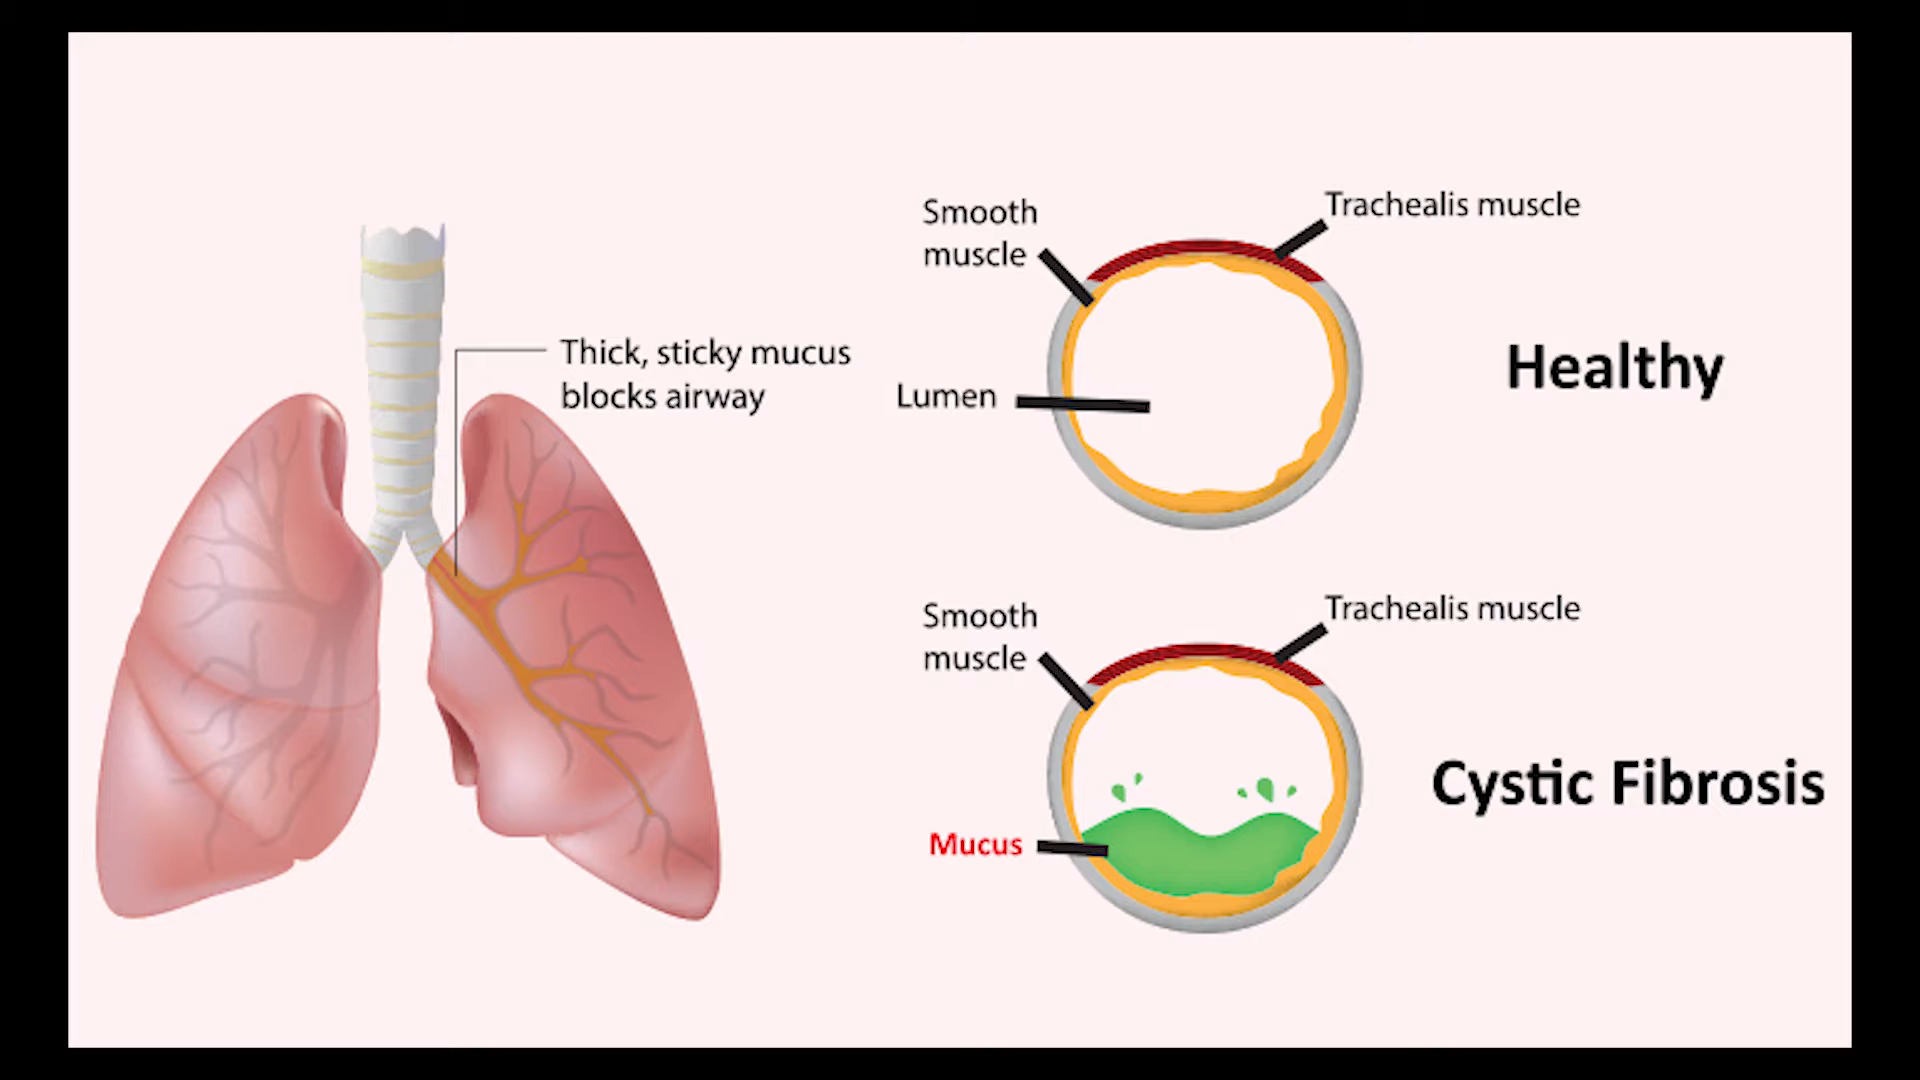 Thick, sticky mucus
blocks airway
Smooth
muscle
Trachealis muscle
Lumen
Healthy
Smooth
muscle
Trachealis muscle
Mucus
Cystic Fibrosis